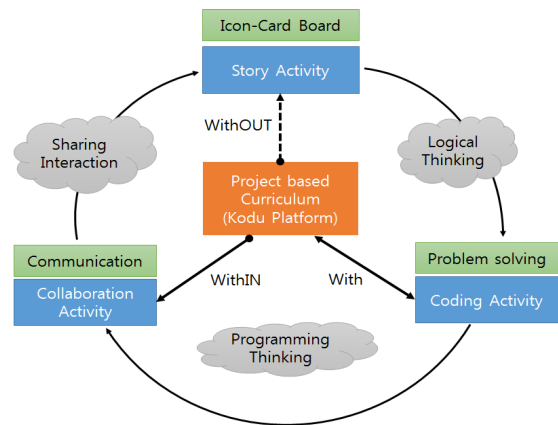 Icon-Card Board
Story Activity
WithOUT
Sharing
Interaction
Logical
Thinking
Project based
Curriculum
(Kodu Platform)
Communication
Collaboration
Activity
WithIN
With
Problem solving
Coding Activity
Programming
Thinking